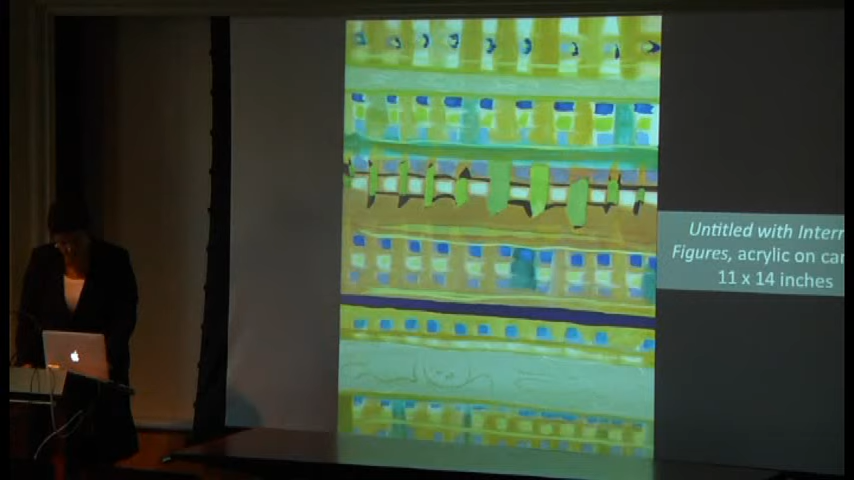 Untitled with Intern
Figures, acrylic on can
11 x 14 inches